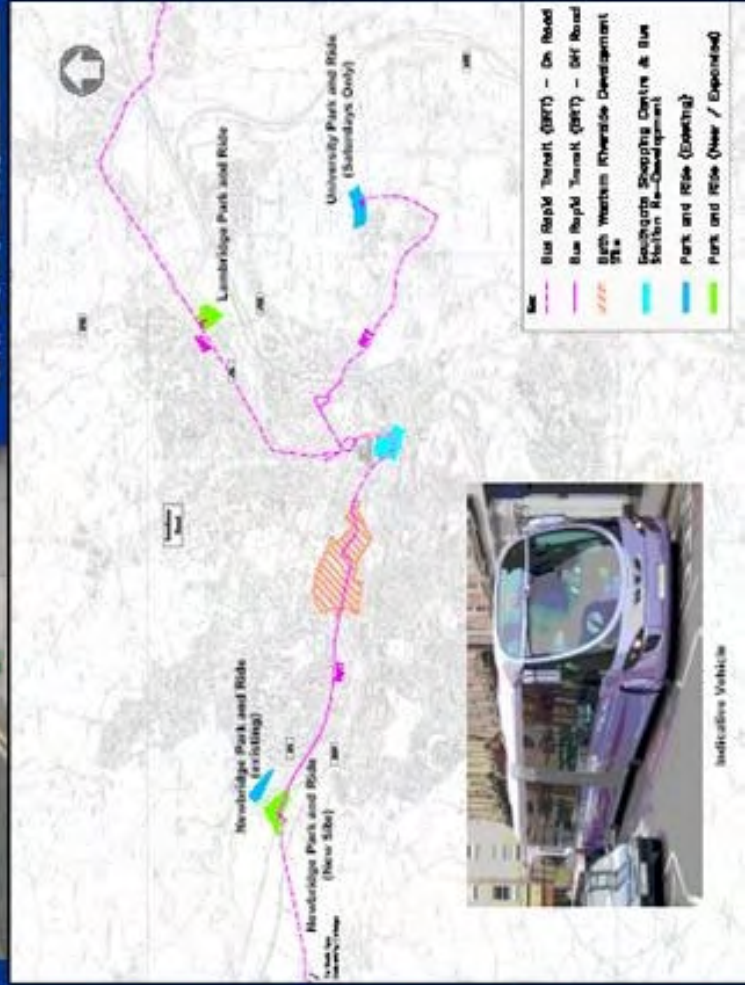 Newbridge Park and Ride
(existing)
Newbridge Park and Ride
(New Site)
Lambridge Park and Ride
University Park and Ride
(Saturdays Only)
Bus Rapid Transit (BRT) – On Road
Bus Rapid Transit (BRT) – Off Road
Bath Western Riverside Development
Site
Southgate Shopping Centre & Bus
Station Re-Development
Park and Ride (Existing)
Park and Ride (New / Expanded)
Indicative Vehicle